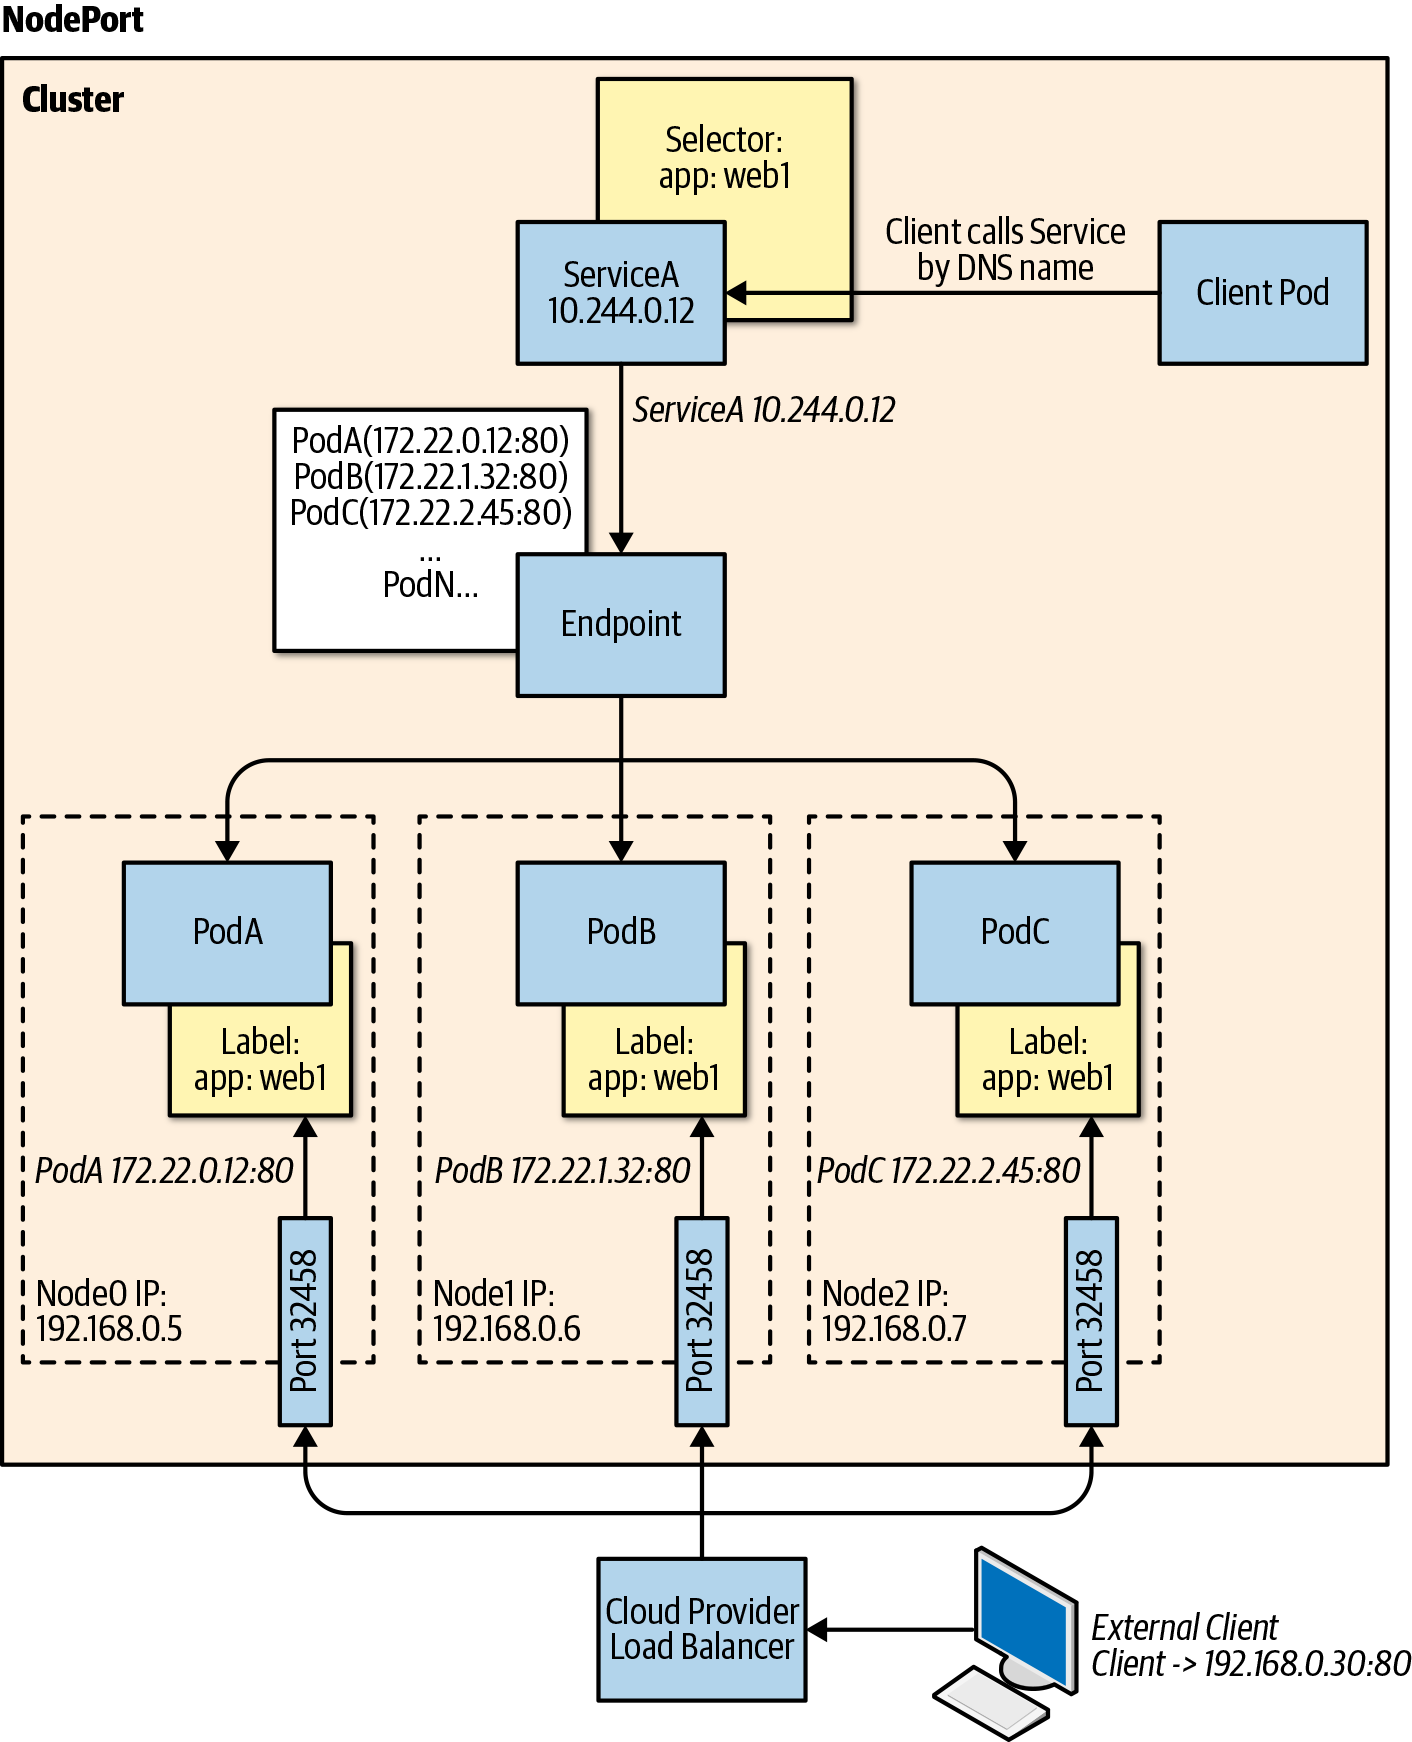 NodePort
Cluster
Selector:
app: web1
ServiceA
10.244.0.12
Client calls Service
by DNS name
Client Pod
ServiceA 10.244.0.12
PodA(172.22.0.12:80)
PodB(172.22.1.32:80)
PodC(172.22.2.45:80)
...
PodN...
Endpoint
PodA
Label:
app: web1
PodA 172.22.0.12:80
Node0 IP:
192.168.0.5
Port 32458
PodB
Label:
app: web1
PodB 172.22.1.32:80
Node1 IP:
192.168.0.6
Port 32458
PodC
Label:
app: web1
PodC 172.22.2.45:80
Node2 IP:
192.168.0.7
Port 32458
Cloud Provider
Load Balancer
External Client
Client -> 192.168.0.30:80